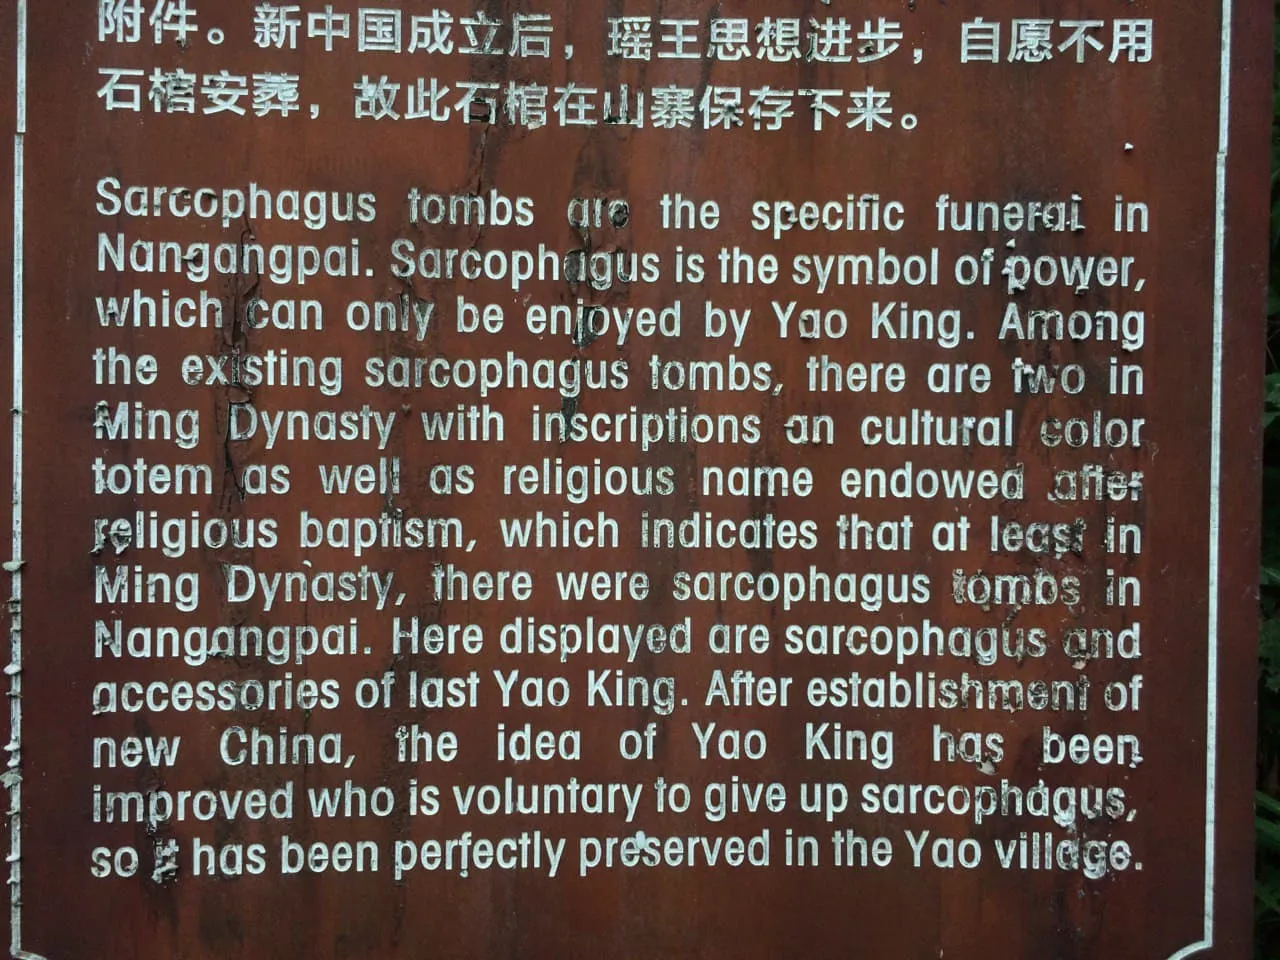 附件。新中国成立后，瑶王思想进步，自愿不用
石棺安葬，故此石棺在山寨保存下来。
Sarcophagus tombs are the specific funeral in
Nangangpai. Sarcophagus is the symbol of power,
which can only be enjoyed by Yao King. Among
the existing sarcophagus tombs, there are two in
Ming Dynasty with inscriptions an cultural color
totem as well as religious name endowed after
religious baptism, which indicates that at least in
Ming Dynasty, there were sarcophagus tombs in
Nangangpai. Here displayed are sarcophagus and
accessories of last Yao King. After establishment of
new China, the idea of Yao King has been
improved who is voluntary to give up sarcophagus,
so it has been perfectly preserved in the Yao village.